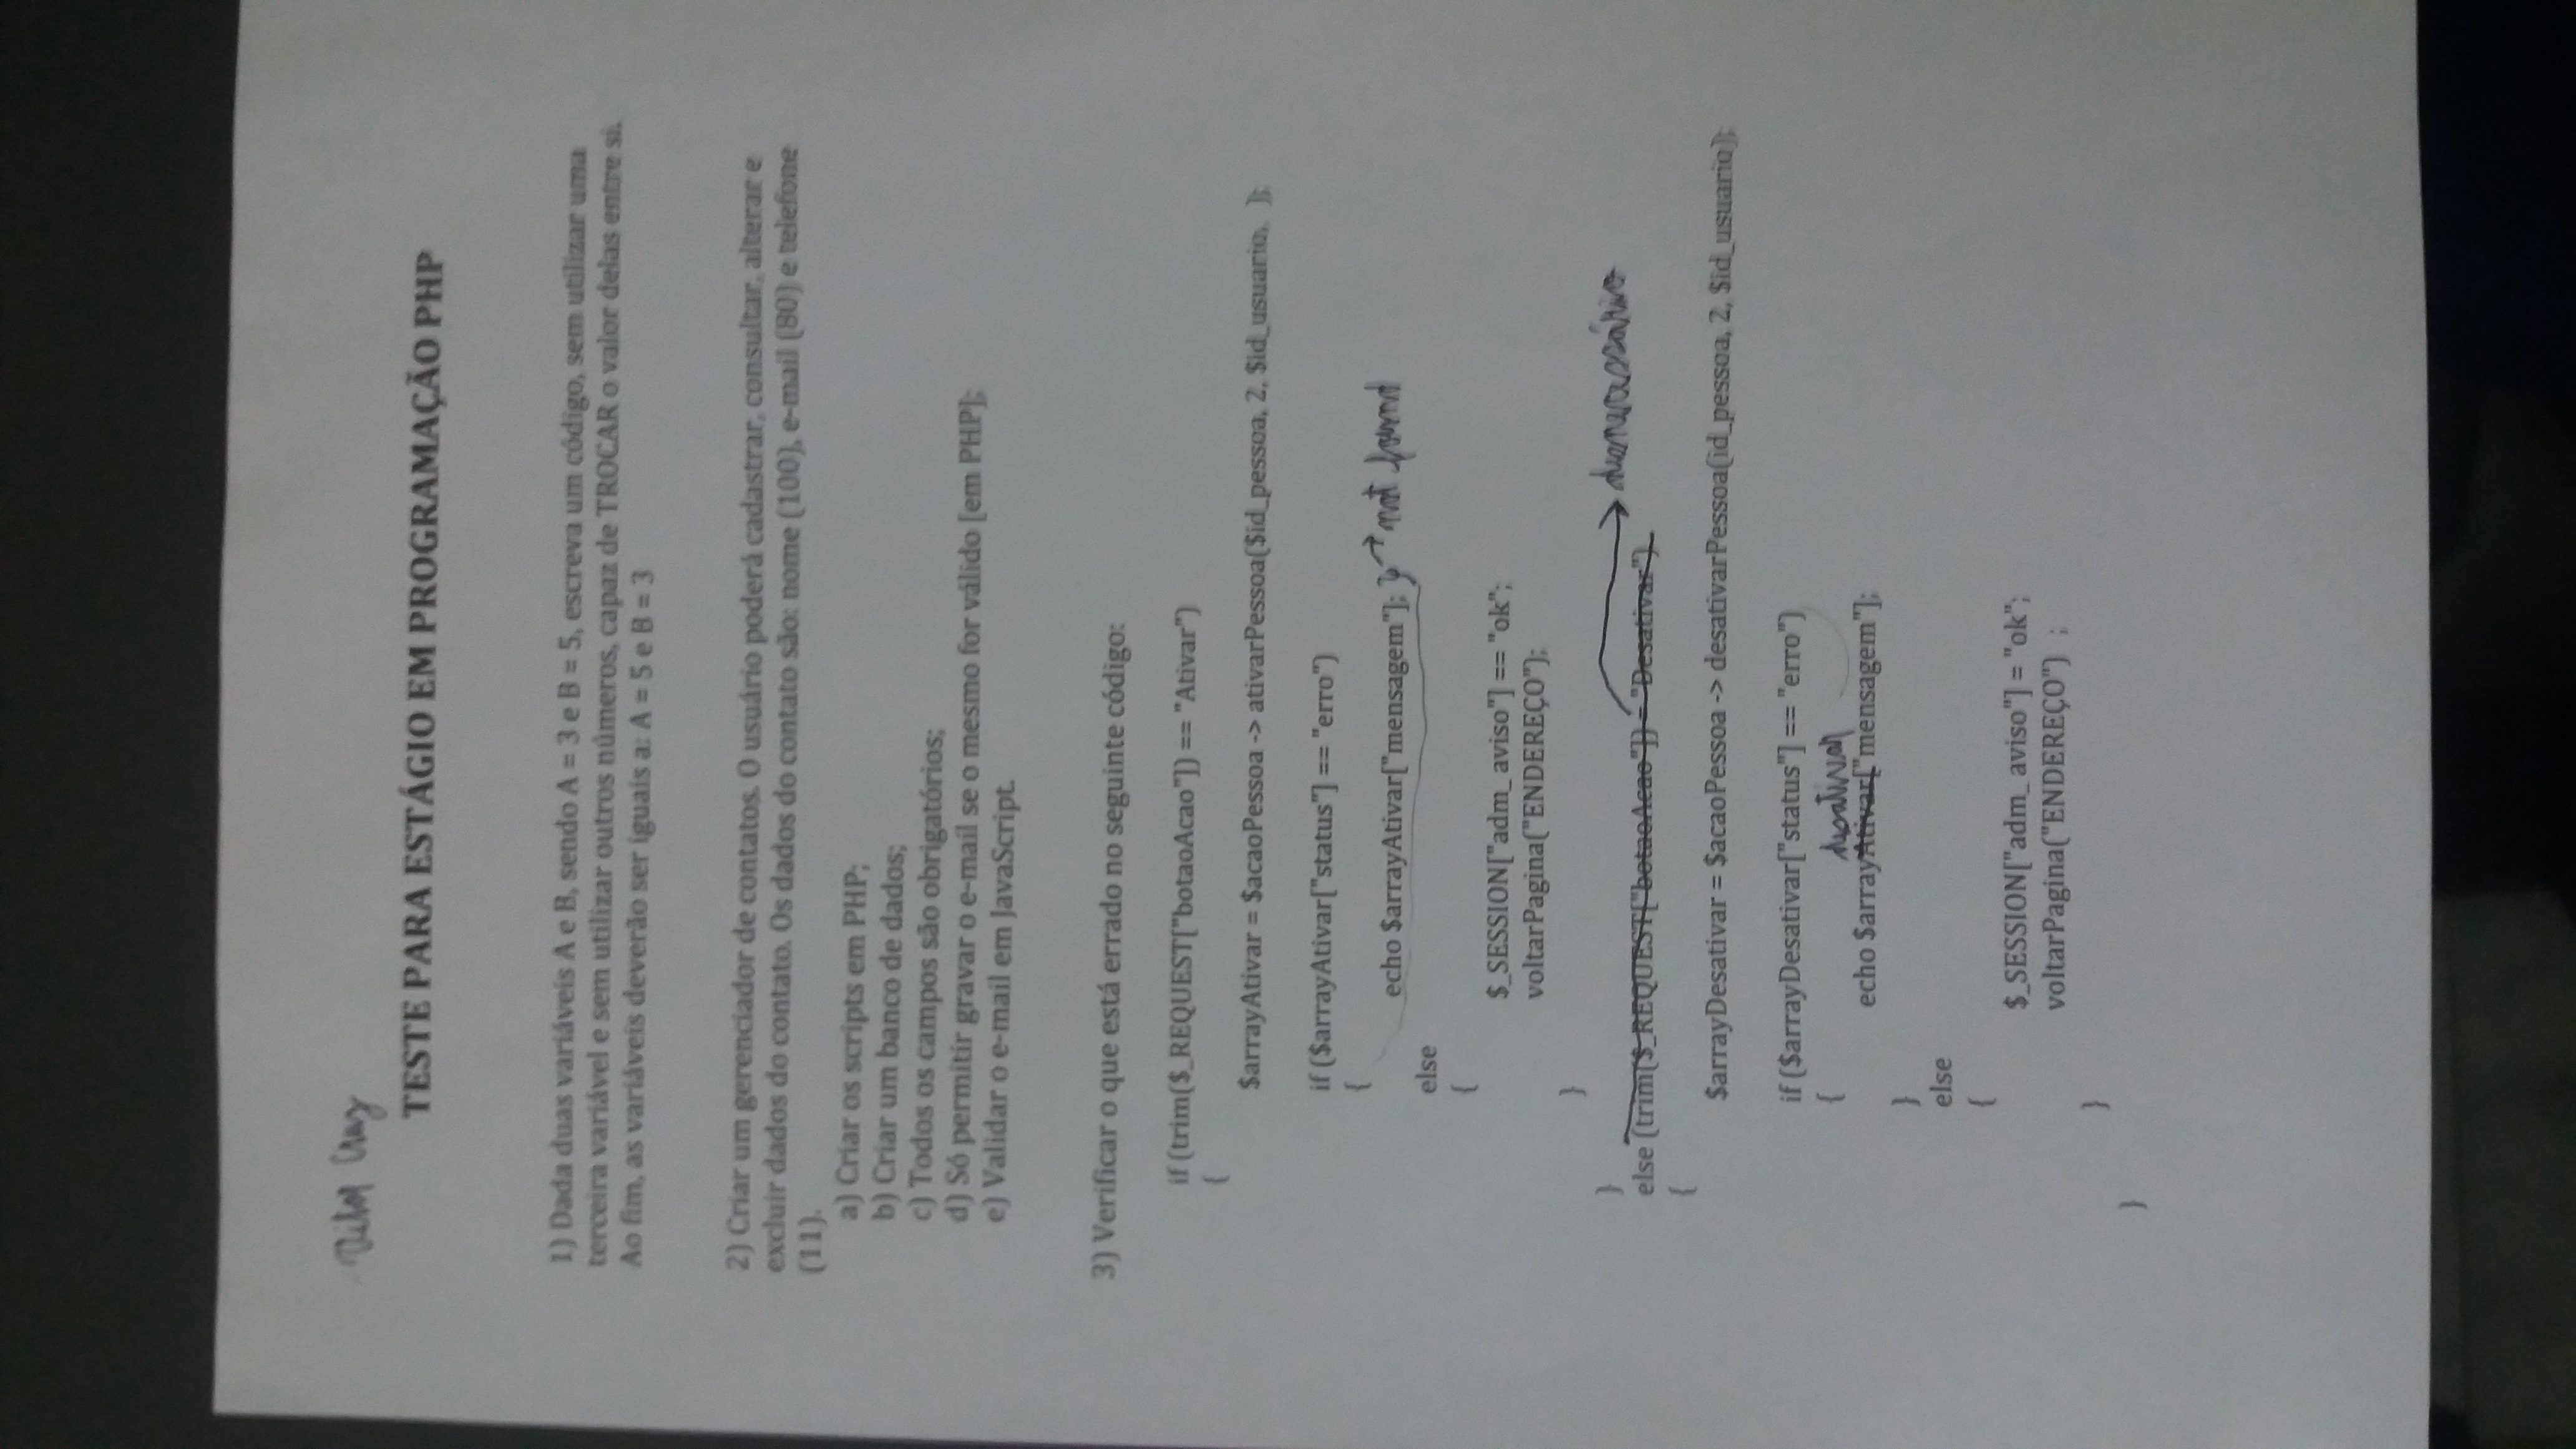 Vitor Cruz
TESTE PARA ESTÁGIO EM PROGRAMAÇÃO PHP
1) Dada duas variáveis A e B, sendo A = 3 e B = 5, escreva um código, sem utilizar uma
terceira variável e sem utilizar outros números, capaz de TROCAR o valor delas entre si.
Ao fim, as variáveis deverão ser iguais a: A = 5 e B = 3
2) Criar um gerenciador de contatos. O usuário poderá cadastrar, consultar, alterar e
excluir dados do contato. Os dados do contato são: nome (100), e-mail (80) e telefone
(11).
a) Criar os scripts em PHP;
b) Criar um banco de dados;
c) Todos os campos são obrigatórios;
d) Só permitir gravar o e-mail se o mesmo for válido [em PHP];
e) Validar o e-mail em JavaScript.
3) Verificar o que está errado no seguinte código:
if (trim($_REQUEST["botaoAcao"]) == "Ativar")
{
$arrayAtivar = $acaoPessoa -> ativarPessoa($id_pessoa, 2, $id_usuario,  );
if ($arrayAtivar["status"] == "erro")
{
echo $arrayAtivar["mensagem"]; } → not found
else
{
$_SESSION["adm_ aviso"] == "ok";
voltarPagina("ENDEREÇO");
}
}
→ desnecessário
else (trim($_REQUEST["botaoAcao"]) = "Desativar")
{
$arrayDesativar = $acaoPessoa -> desativarPessoa(id_pessoa, 2, $id_usuario);
if ($arrayDesativar["status"] == "erro")
{
desativar
echo $arrayAtivar["mensagem"];
}
else
{
$_SESSION["adm_ aviso"] = "ok";
voltarPagina("ENDEREÇO")  ;
}
}